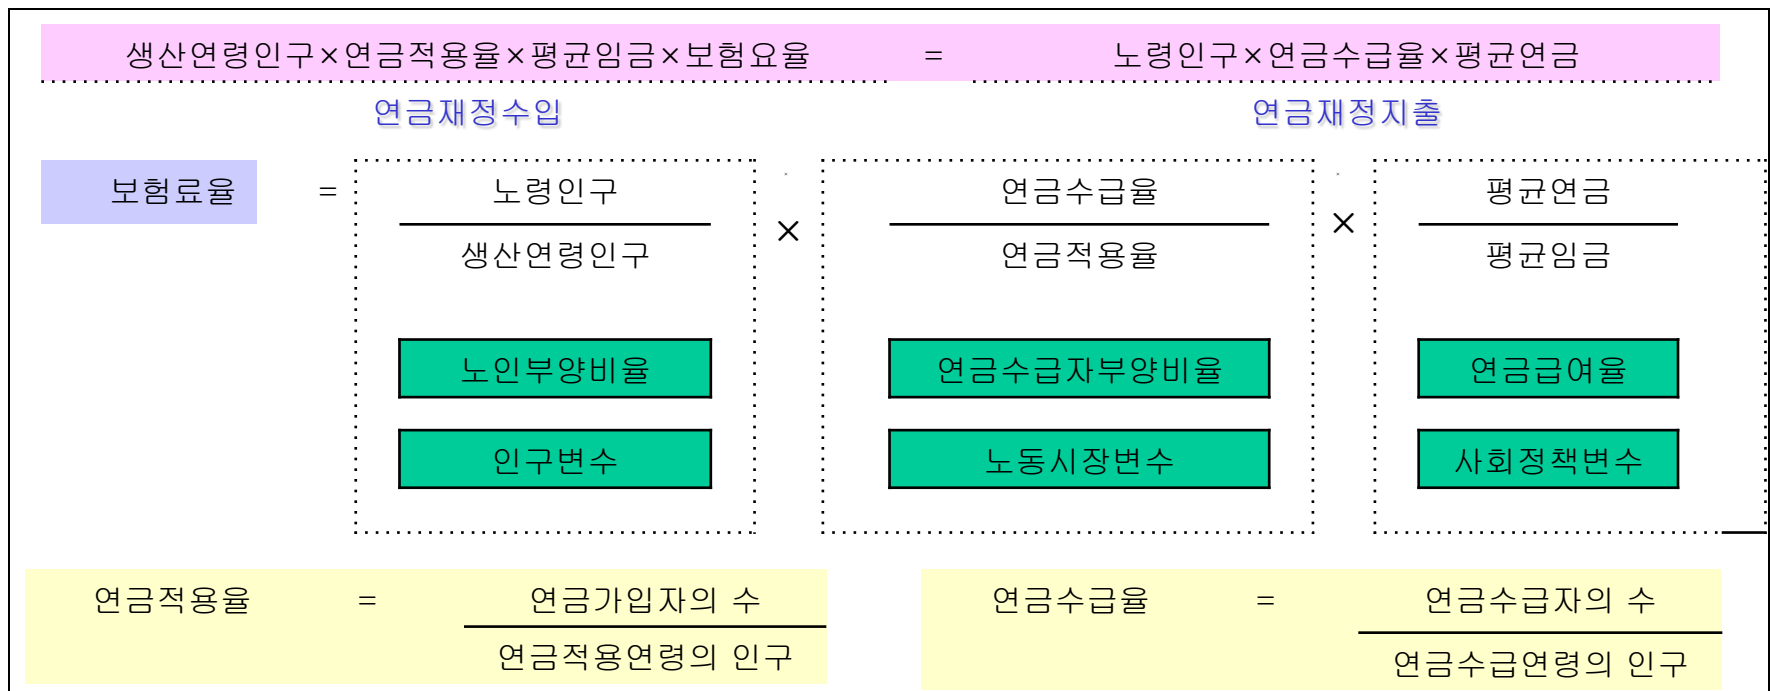 생산연령인구×연금적용율×평균임금×보험요율 = 노령인구×연금수급율×평균연금
연금재정수입 연금재정지출
보험료율 = 노령인구 × 연금수급율 × 평균연금
생산연령인구 연금적용율 평균임금
노인부양비율 연금수급자부양비율 연금급여율
인구변수 노동시장변수 사회정책변수
연금적용율 = 연금가입자의 수 연금수급율 = 연금수급자의 수
연금적용연령의 인구 연금수급연령의 인구